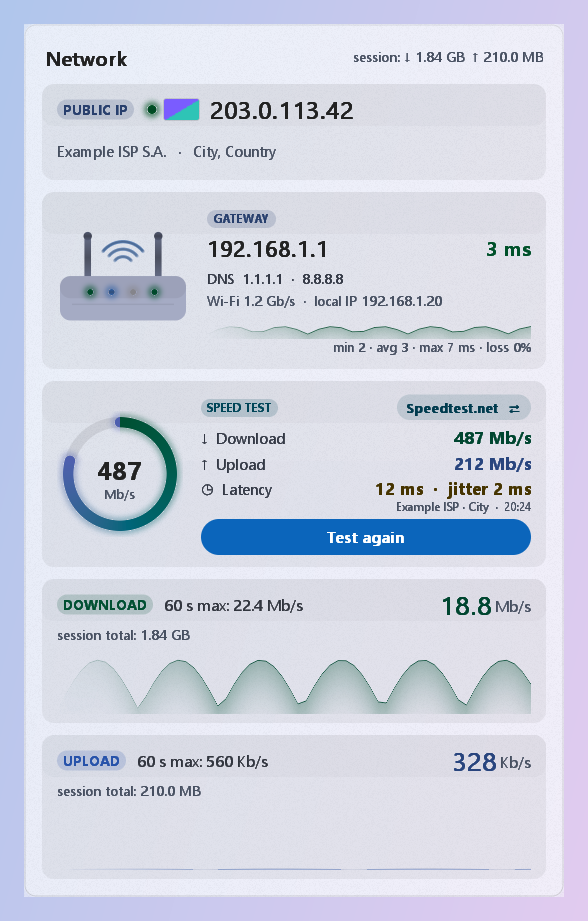 Network
session: ↓ 1.84 GB ↑ 210.0 MB
PUBLIC IP 203.0.113.42
Example ISP S.A. · City, Country
GATEWAY
192.168.1.1 3 ms
DNS 1.1.1.1 · 8.8.8.8
Wi-Fi 1.2 Gb/s · local IP 192.168.1.20
min 2 · avg 3 · max 7 ms · loss 0%
SPEED TEST Speedtest.net ⇄
487 Mb/s
↓ Download 487 Mb/s
↑ Upload 212 Mb/s
Latency 12 ms · jitter 2 ms
Example ISP · City · 20:24
Test again
DOWNLOAD 60 s max: 22.4 Mb/s 18.8 Mb/s
session total: 1.84 GB
UPLOAD 60 s max: 560 Kb/s 328 Kb/s
session total: 210.0 MB